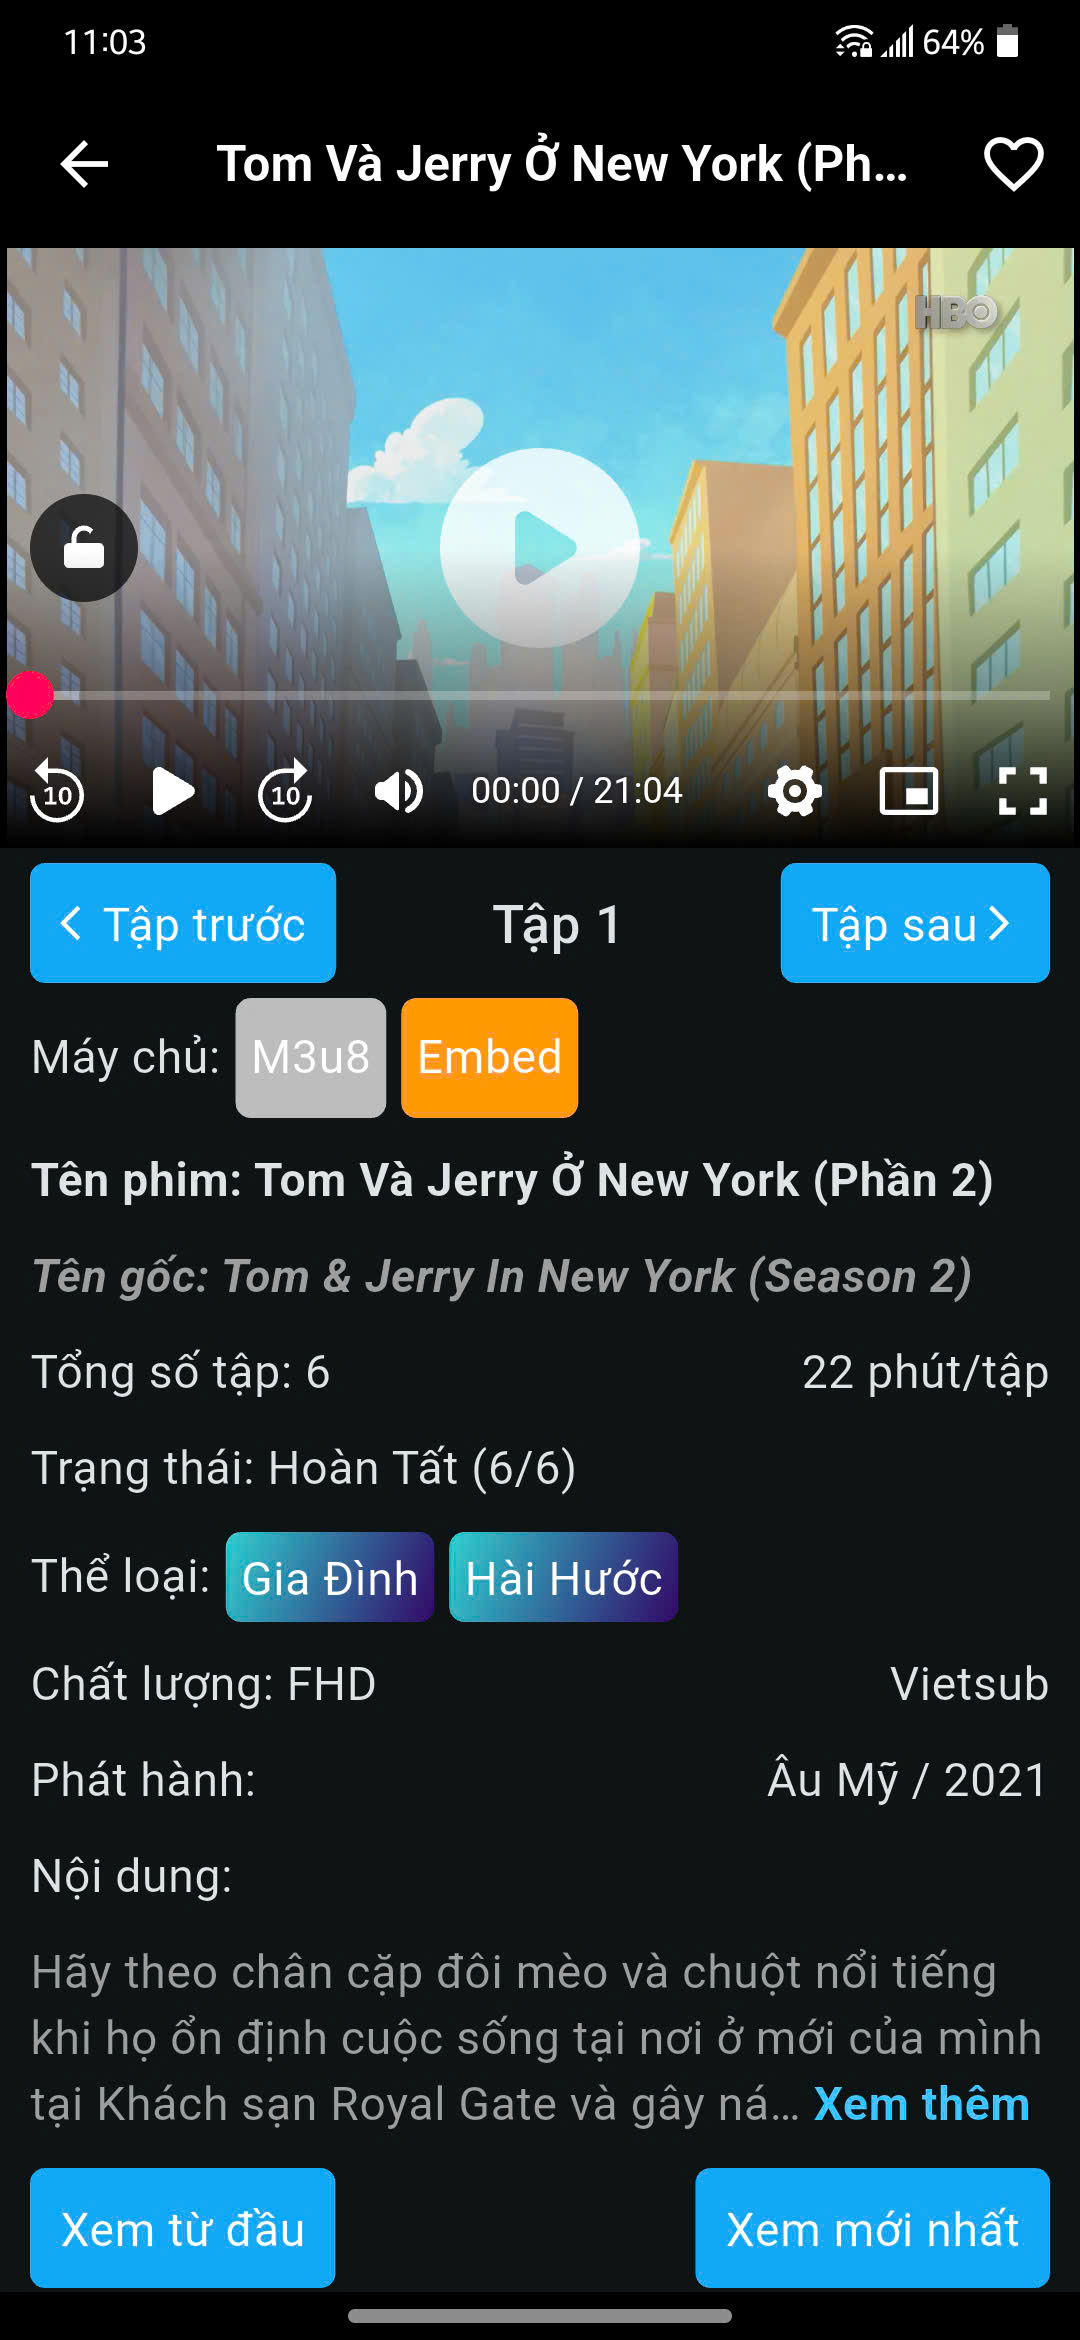 11:03
64%
Tom Và Jerry Ở New York (Ph...
HBO
10
10
00:00 / 21:04
Tập trước
Tập 1
Tập sau
Máy chủ:
M3u8
Embed
Tên phim: Tom Và Jerry Ở New York (Phần 2)
Tên gốc: Tom & Jerry In New York (Season 2)
Tổng số tập: 6
22 phút/tập
Trạng thái: Hoàn Tất (6/6)
Thể loại:
Gia Đình
Hài Hước
Chất lượng: FHD
Vietsub
Phát hành:
Âu Mỹ / 2021
Nội dung:
Hãy theo chân cặp đôi mèo và chuột nổi tiếng
khi họ ổn định cuộc sống tại nơi ở mới của mình
tại Khách sạn Royal Gate và gây ná... Xem thêm
Xem từ đầu
Xem mới nhất